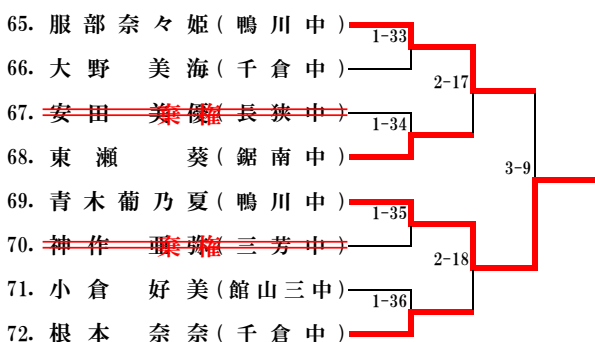 65. 服部奈々姫(鴨川中)
1-33
66. 大野 美海(千倉中)
2-17
67. 安田 美優(長狭中)
棄権
1-34
68. 東瀬 葵(鋸南中)
3-9
69. 青木葡乃夏(鴨川中)
1-35
70. 神作 亜弥(三芳中)
棄権
2-18
71. 小倉 好美(館山三中)
1-36
72. 根本 奈奈(千倉中)